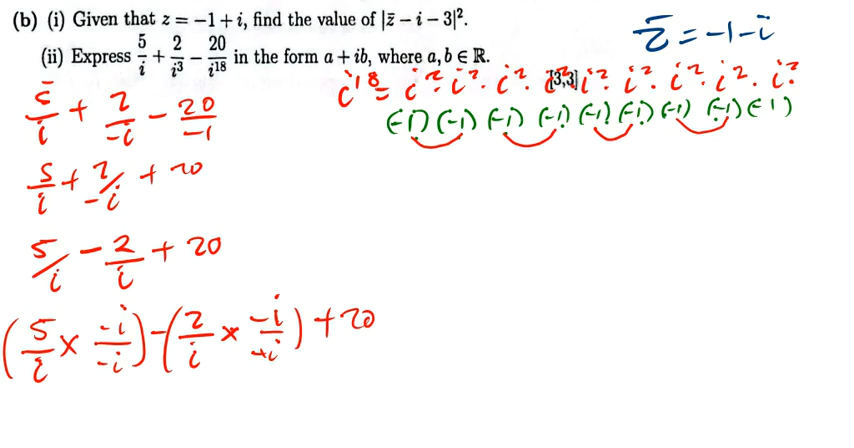 (b) (i) Given that z = −1 + i, find the value of |z̄ − i − 3|².
z̄ = -1-i
(ii) Express 5/i + 2/i³ − 20/i¹⁸ in the form a + ib, where a, b ∈ ℝ.
[3,3]
i¹⁸ = i² · i² · i² · i² · i² · i² · i² · i² · i²
(-1) (-1) (-1) (-1) (-1) (-1) (-1) (-1) (-1)
5/i + 2/-i - 20/-1
5/i + 2/-i + 20
5/i - 2/i + 20
(5/i × -i/-i) - (2/i × -i/-i) + 20